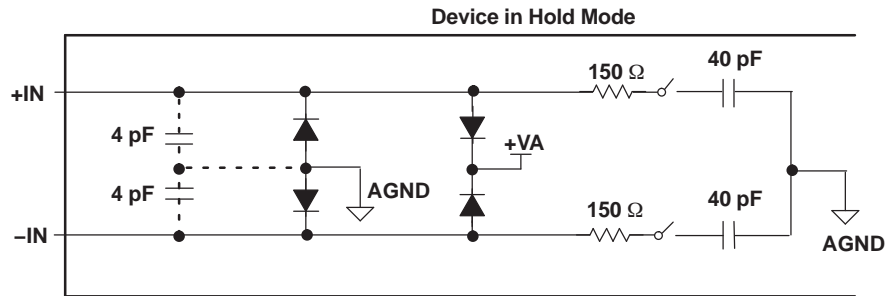 Device in Hold Mode
40 pF
150 Ω
+IN
4 pF
+VA
4 pF
AGND
40 pF
150 Ω
−IN
AGND